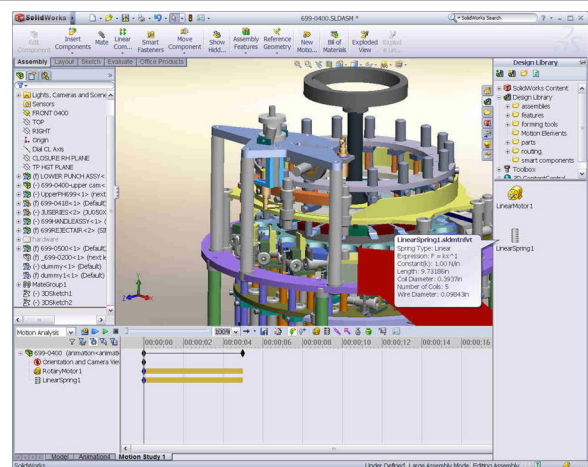 SolidWorks
699-0400.SLDASM *
SolidWorks Search
Edit Component
Insert Components
Mate
Linear Com...
Smart Fasteners
Move Component
Show Hidd...
Assembly Features
Reference Geometry
New Motio...
Bill of Materials
Exploded View
Assembly Layout Sketch Evaluate Office Products
Design Library
Lights, Cameras and Scene
Sensors
FRONT 0400
TOP
RIGHT
Origin
Dial CL Axis
CLOSURE RH PLANE
TP HGT PLANE
(f) LOWER PUNCH ASSY<
(-) 699-0400-upper cam<
(-) UpperPH699<1> (next
(f) 699-0418<1> (Default)
(-) 3USERIES<2> (3U0SOX
(-) 699HANDLEASSY<1> (
(f) 699REJECTAIR<2> (SI
hardware
(f) 699-0500<1> (Default)
(f) _699-0200<1> (next le
(-) dummy<1> (Default)
(f) dummy<1> (Default)
MateGroup1
(-) 3DSketch1
(-) 3DSketch2
SolidWorks Content
Design Library
assemblies
features
forming tools
Motion Elements
parts
routing
smart components
Toolbox
LinearMotor1
LinearSpring1
LinearSpring1.sldmtnfvt
Spring Type: Linear
Expression: F = kx^1
Constant(k): 1.00 N/in
Length: 9.73186in
Coil Diameter: 0.3937in
Number of Coils: 5
Wire Diameter: 0.09843in
Motion Analysis
100%
00:00:00 00:00:02 00:00:04 00:00:06 00:00:08 00:00:10 00:00:12 00:00:14 00:00:16
699-0400 (animation<animati
Orientation and Camera View
RotaryMotor1
LinearSpring1
Model Animation4 Motion Study 1
SolidWorks
Under Defined Large Assembly Mode Editing Assembly